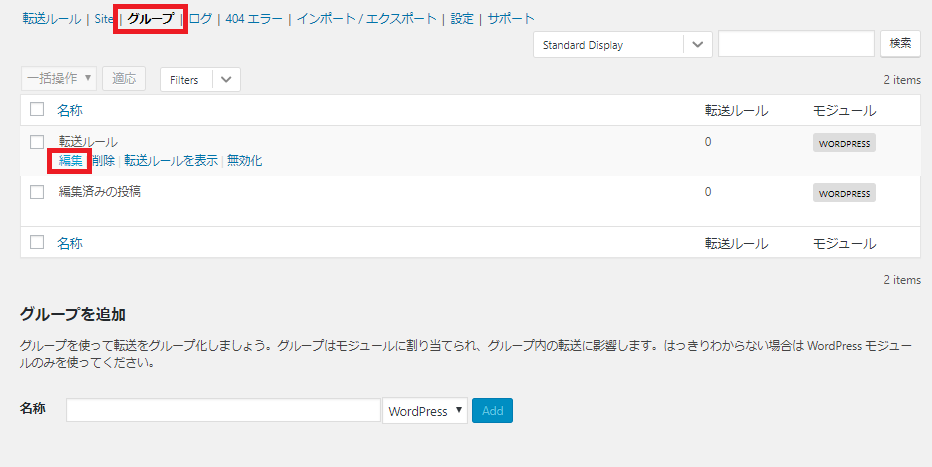 転送ルール | Site | グループ | ログ | 404 エラー | インポート / エクスポート | 設定 | サポート
Standard Display 検索
一括操作 適応 Filters 2 items
名称 転送ルール モジュール
転送ルール 0 WORDPRESS
編集 | 削除 | 転送ルールを表示 | 無効化
編集済みの投稿 0 WORDPRESS
名称 転送ルール モジュール
2 items
グループを追加
グループを使って転送をグループ化しましょう。グループはモジュールに割り当てられ、グループ内の転送に影響します。はっきりわからない場合は WordPress モジュー
ルのみを使ってください。
名称 WordPress Add